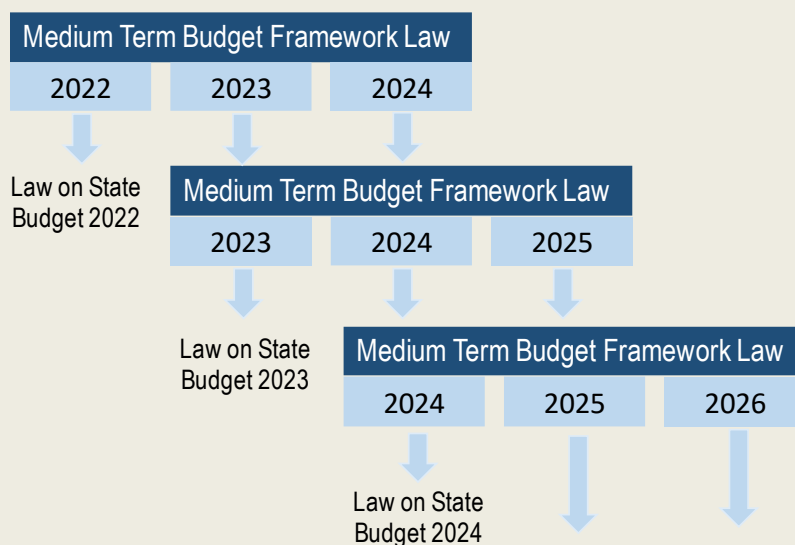 Medium Term Budget Framework Law
2022 2023 2024
Law on State
Budget 2022
Medium Term Budget Framework Law
2023 2024 2025
Law on State
Budget 2023
Medium Term Budget Framework Law
2024 2025 2026
Law on State
Budget 2024